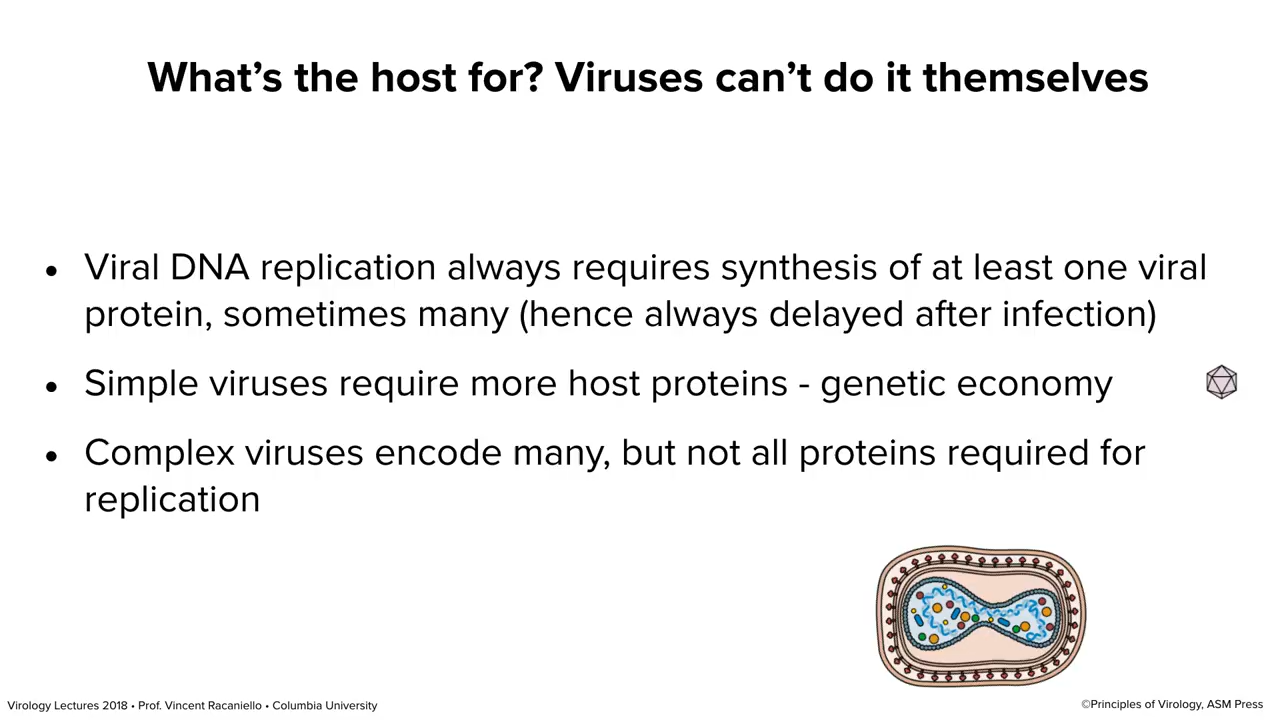 What’s the host for? Viruses can’t do it themselves
• Viral DNA replication always requires synthesis of at least one viral
protein, sometimes many (hence always delayed after infection)
• Simple viruses require more host proteins - genetic economy
• Complex viruses encode many, but not all proteins required for
replication
Virology Lectures 2018 • Prof. Vincent Racaniello • Columbia University
©Principles of Virology, ASM Press